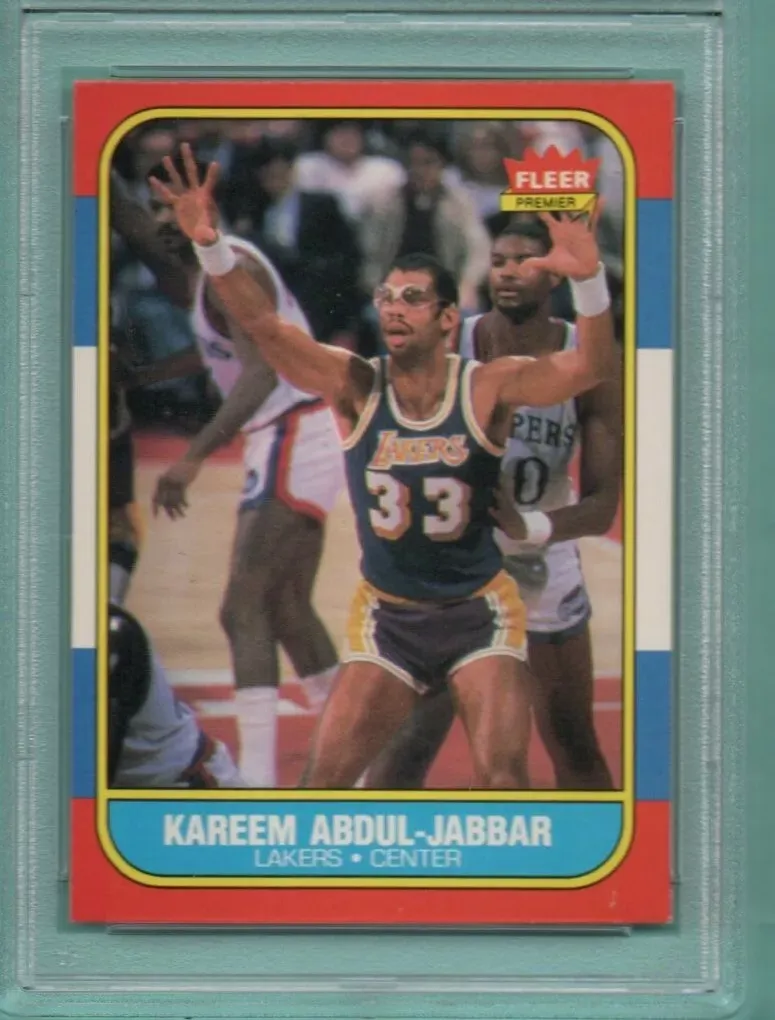 FLEER
PREMIER
PERS
0
LAKERS
33
KAREEM ABDUL-JABBAR
LAKERS • CENTER